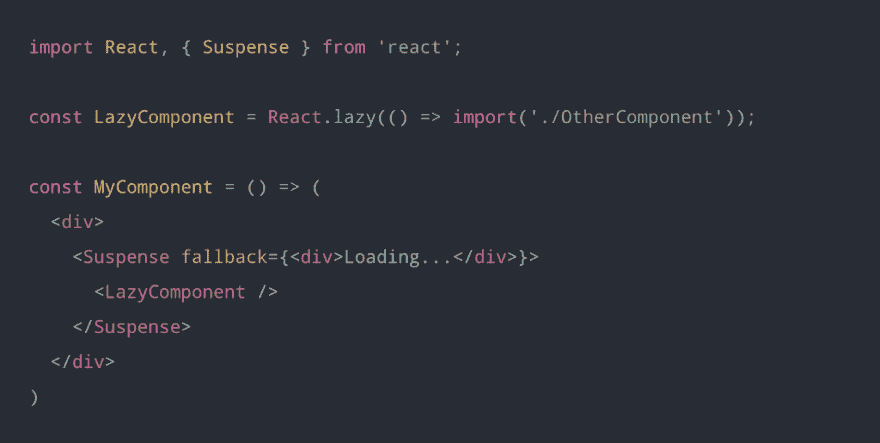 import React, { Suspense } from 'react';
const LazyComponent = React.lazy(() => import('./OtherComponent'));
const MyComponent = () => (
  <div>
    <Suspense fallback={<div>Loading...</div>}>
      <LazyComponent />
    </Suspense>
  </div>
)